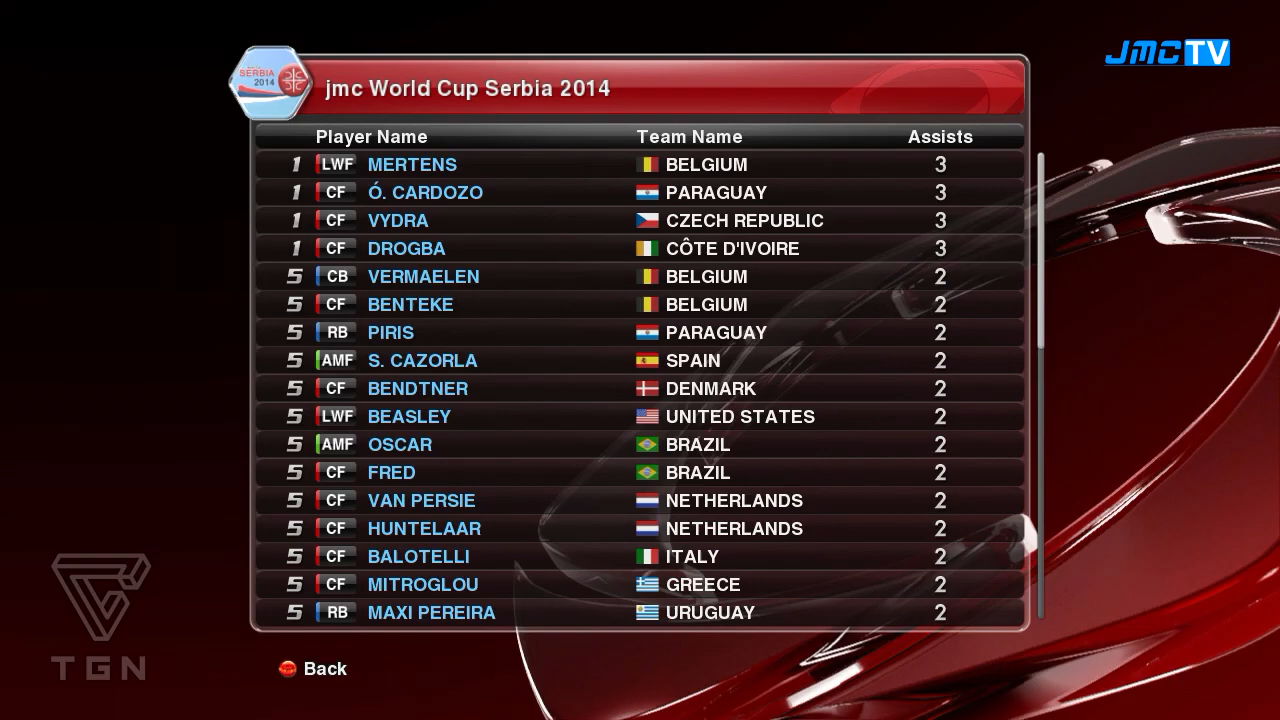 JMCTV
SERBIA
2014
jmc World Cup Serbia 2014
Player Name Team Name Assists
1 LWF MERTENS BELGIUM 3
1 CF Ó. CARDOZO PARAGUAY 3
1 CF VYDRA CZECH REPUBLIC 3
1 CF DROGBA CÔTE D'IVOIRE 3
5 CB VERMAELEN BELGIUM 2
5 CF BENTEKE BELGIUM 2
5 RB PIRIS PARAGUAY 2
5 AMF S. CAZORLA SPAIN 2
5 CF BENDTNER DENMARK 2
5 LWF BEASLEY UNITED STATES 2
5 AMF OSCAR BRAZIL 2
5 CF FRED BRAZIL 2
5 CF VAN PERSIE NETHERLANDS 2
5 CF HUNTELAAR NETHERLANDS 2
5 CF BALOTELLI ITALY 2
5 CF MITROGLOU GREECE 2
5 RB MAXI PEREIRA URUGUAY 2
TGN
Back